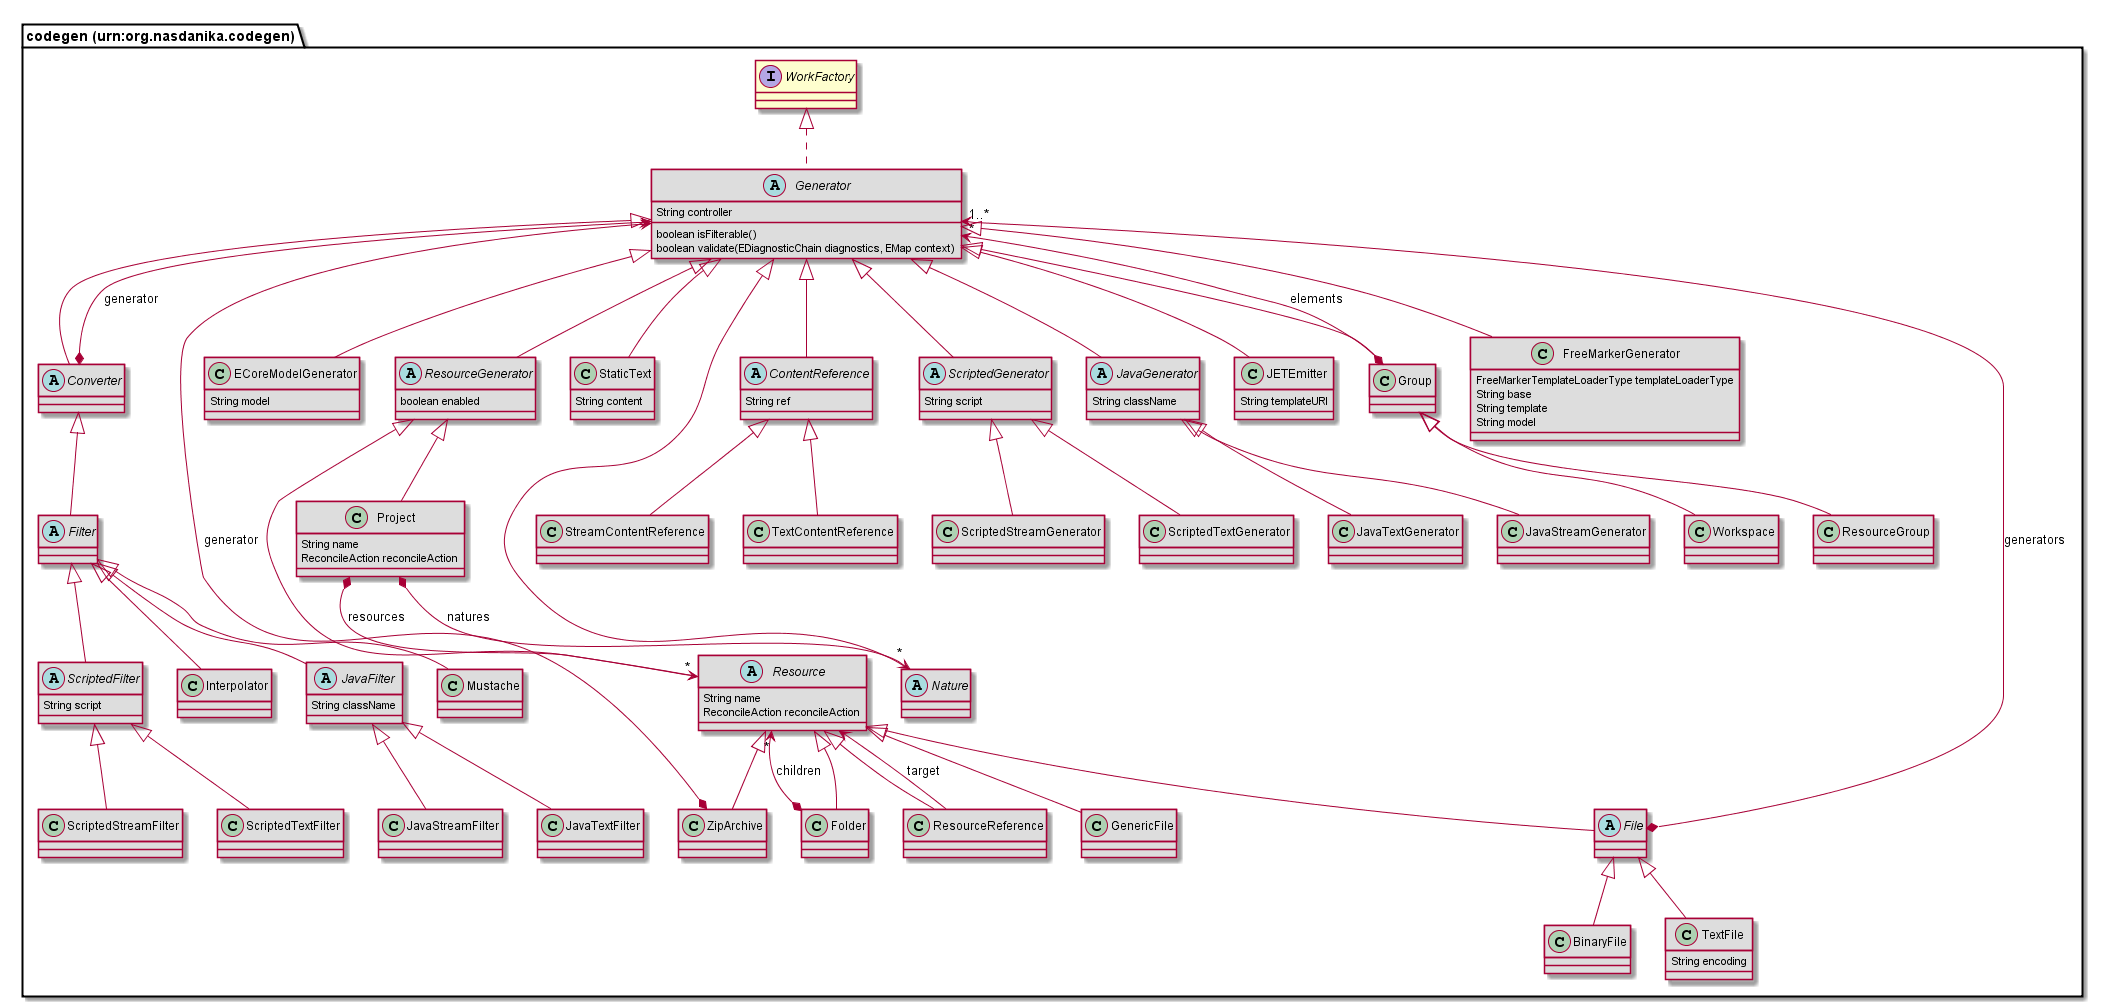 codegen (urn:org.nasdanika.codegen)
I WorkFactory
A Generator
String controller
boolean isFilterable()
boolean validate(EDiagnosticChain diagnostics, EMap context)
1..*
*
generator
elements
A Converter
C ECoreModelGenerator
String model
A ResourceGenerator
boolean enabled
C StaticText
String content
A ContentReference
String ref
A ScriptedGenerator
String script
A JavaGenerator
String className
C JETEmitter
String templateURI
C Group
C FreeMarkerGenerator
FreeMarkerTemplateLoaderType templateLoaderType
String base
String template
String model
A Filter
generator
C Project
String name
ReconcileAction reconcileAction
C StreamContentReference
C TextContentReference
C ScriptedStreamGenerator
C ScriptedTextGenerator
C JavaTextGenerator
C JavaStreamGenerator
C Workspace
C ResourceGroup
generators
resources
natures
*
*
A ScriptedFilter
String script
C Interpolator
A JavaFilter
String className
C Mustache
A Resource
String name
ReconcileAction reconcileAction
A Nature
*
children
target
C ScriptedStreamFilter
C ScriptedTextFilter
C JavaStreamFilter
C JavaTextFilter
C ZipArchive
C Folder
C ResourceReference
C GenericFile
A File
C BinaryFile
C TextFile
String encoding